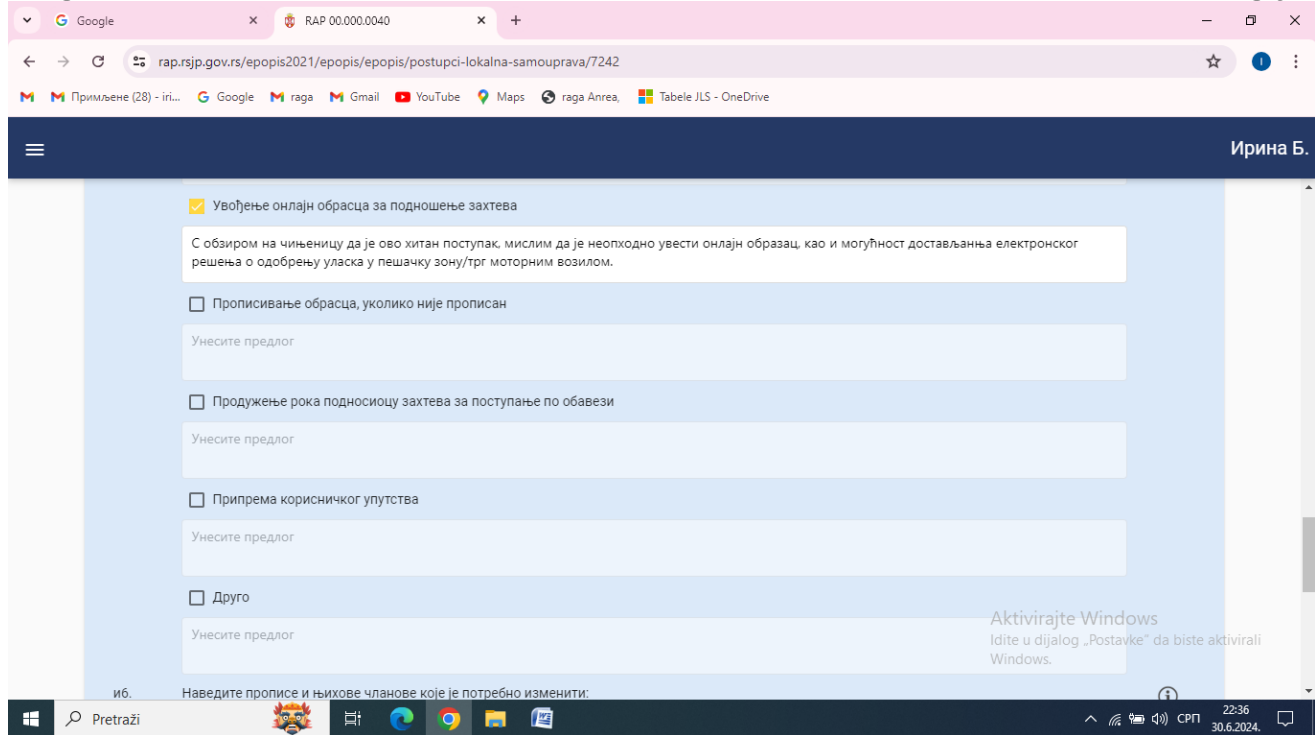 Google
RAP 00.000.0040
rap.rsjp.gov.rs/epopis2021/epopis/epopis/postupci-lokalna-samouprava/7242
I
Примљене (28) - iri...
Google
raga
Gmail
YouTube
Maps
raga Anrea,
Tabele JLS - OneDrive
Ирина Б.
Увођење онлајн обрасца за подношење захтева
С обзиром на чињеницу да је ово хитан поступак, мислим да је неопходно увести онлајн образац, као и могућност достављанња електронског
решења о одобрењу уласка у пешачку зону/трг моторним возилом.
Прописивање обрасца, уколико није прописан
Унесите предлог
Продужење рока подносиоцу захтева за поступање по обавези
Унесите предлог
Припрема корисничког упутства
Унесите предлог
Друго
Унесите предлог
Aktivirajte Windows
Idite u dijalog „Postavke“ da biste aktivirali
Windows.
и6.
Наведите прописе и њихове чланове које је потребно изменити:
Pretraži
СРП
22:36
30.6.2024.